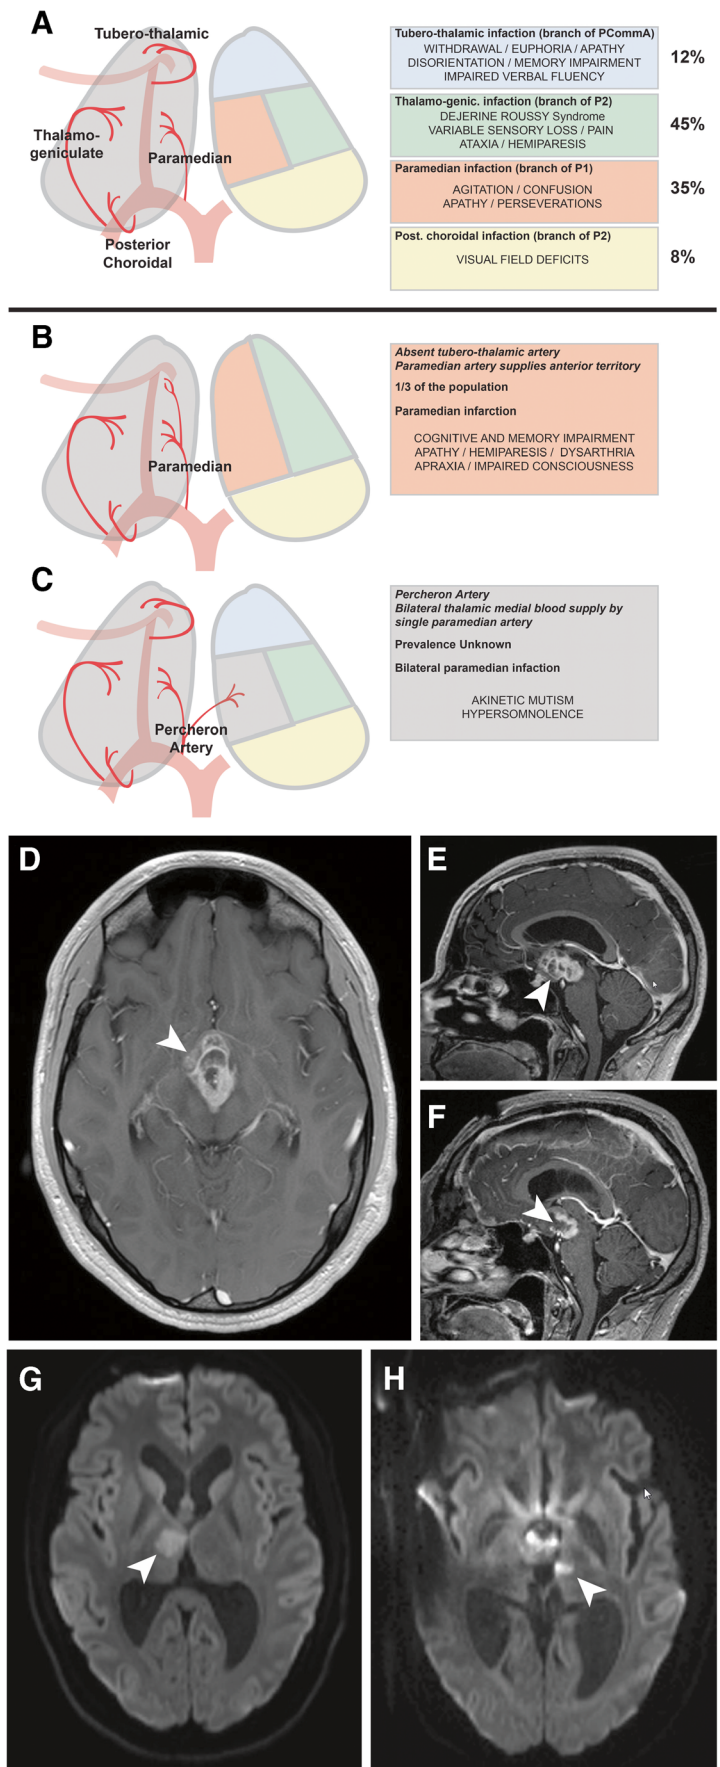 A
Tubero-thalamic
Thalamo-
geniculate
Paramedian
Posterior
Choroidal
Tubero-thalamic infaction (branch of PCommA)
WITHDRAWAL / EUPHORIA / APATHY
DISORIENTATION / MEMORY IMPAIRMENT
IMPAIRED VERBAL FLUENCY
12%
Thalamo-genic. infaction (branch of P2)
DEJERINE ROUSSY Syndrome
VARIABLE SENSORY LOSS / PAIN
ATAXIA / HEMIPARESIS
45%
Paramedian infaction (branch of P1)
AGITATION / CONFUSION
APATHY / PERSEVERATIONS
35%
Post. choroidal infaction (branch of P2)
VISUAL FIELD DEFICITS
8%
B
Paramedian
Absent tubero-thalamic artery
Paramedian artery supplies anterior territory
1/3 of the population
Paramedian infarction
COGNITIVE AND MEMORY IMPAIRMENT
APATHY / HEMIPARESIS / DYSARTHRIA
APRAXIA / IMPAIRED CONSCIOUSNESS
C
Percheron
Artery
Percheron Artery
Bilateral thalamic medial blood supply by
single paramedian artery
Prevalence Unknown
Bilateral paramedian infaction
AKINETIC MUTISM
HYPERSOMNOLENCE
D
E
F
G
H